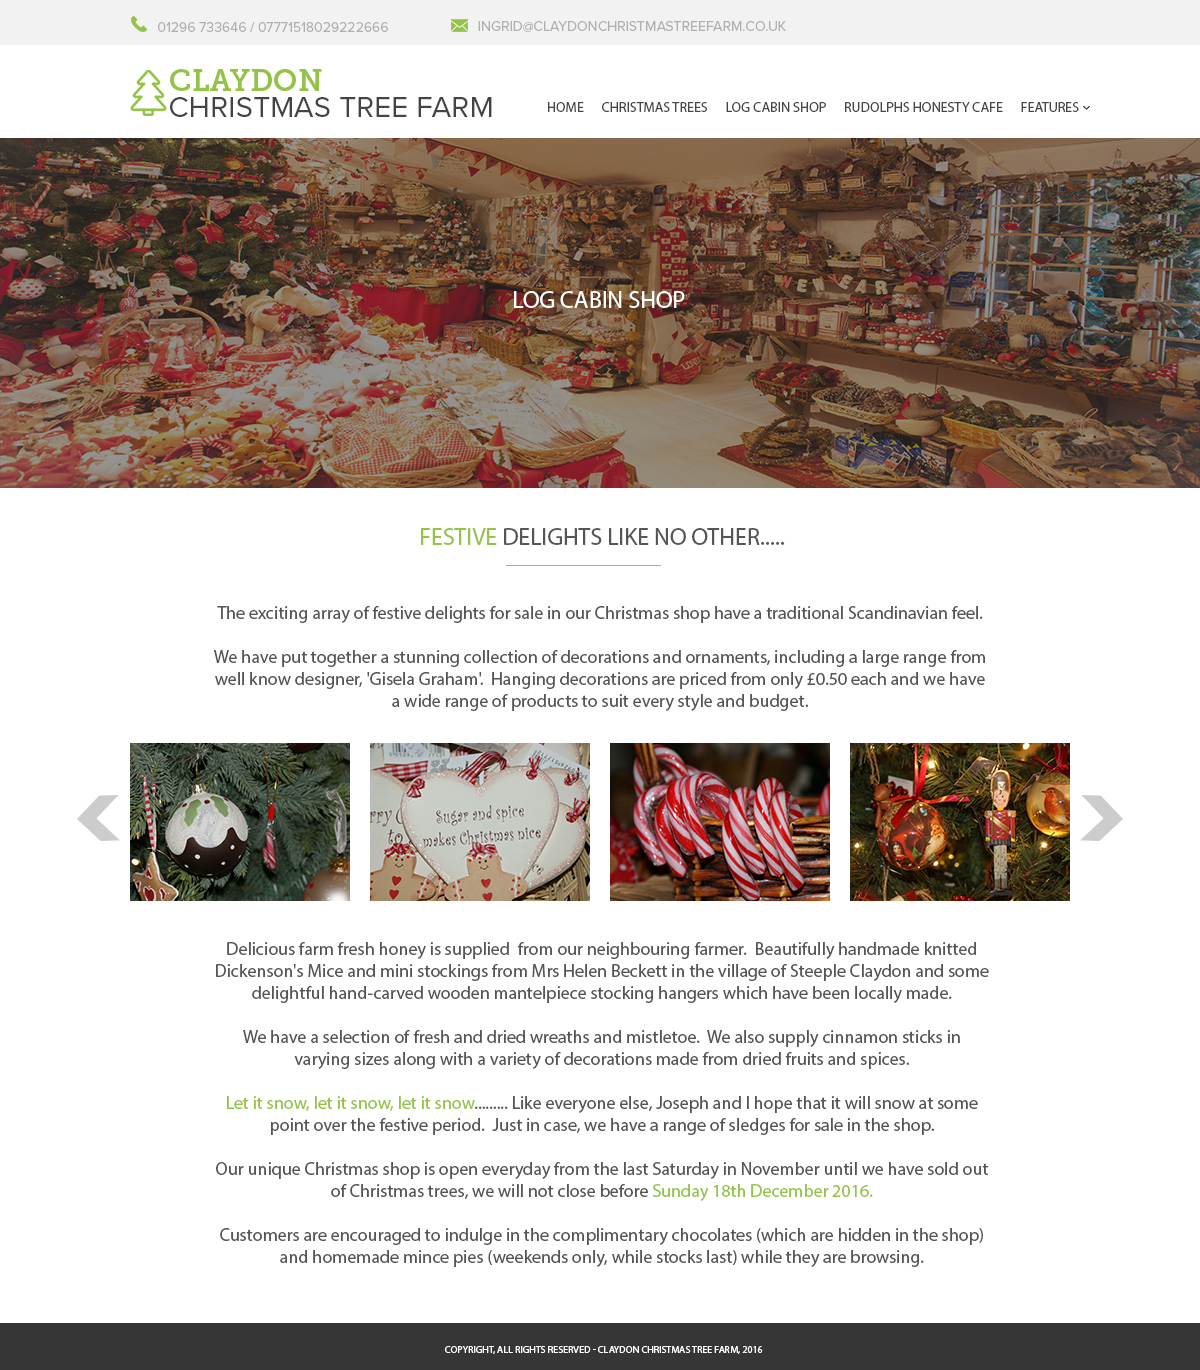 01296 733646 / 07771518029222666
INGRID@CLAYDONCHRISTMASTREEFARM.CO.UK
CLAYDON
CHRISTMAS TREE FARM
HOME CHRISTMAS TREES LOG CABIN SHOP RUDOLPHS HONESTY CAFE FEATURES
LOG CABIN SHOP
FESTIVE DELIGHTS LIKE NO OTHER.....
The exciting array of festive delights for sale in our Christmas shop have a traditional Scandinavian feel.
We have put together a stunning collection of decorations and ornaments, including a large range from
well know designer, 'Gisela Graham'.  Hanging decorations are priced from only £0.50 each and we have
a wide range of products to suit every style and budget.
Sugar and spice
makes Christmas nice
Delicious farm fresh honey is supplied  from our neighbouring farmer.  Beautifully handmade knitted
Dickenson's Mice and mini stockings from Mrs Helen Beckett in the village of Steeple Claydon and some
delightful hand-carved wooden mantelpiece stocking hangers which have been locally made.
We have a selection of fresh and dried wreaths and mistletoe.  We also supply cinnamon sticks in
varying sizes along with a variety of decorations made from dried fruits and spices.
Let it snow, let it snow, let it snow......... Like everyone else, Joseph and I hope that it will snow at some
point over the festive period.  Just in case, we have a range of sledges for sale in the shop.
Our unique Christmas shop is open everyday from the last Saturday in November until we have sold out
of Christmas trees, we will not close before Sunday 18th December 2016.
Customers are encouraged to indulge in the complimentary chocolates (which are hidden in the shop)
and homemade mince pies (weekends only, while stocks last) while they are browsing.
COPYRIGHT, ALL RIGHTS RESERVED - CLAYDON CHRISTMAS TREE FARM, 2016